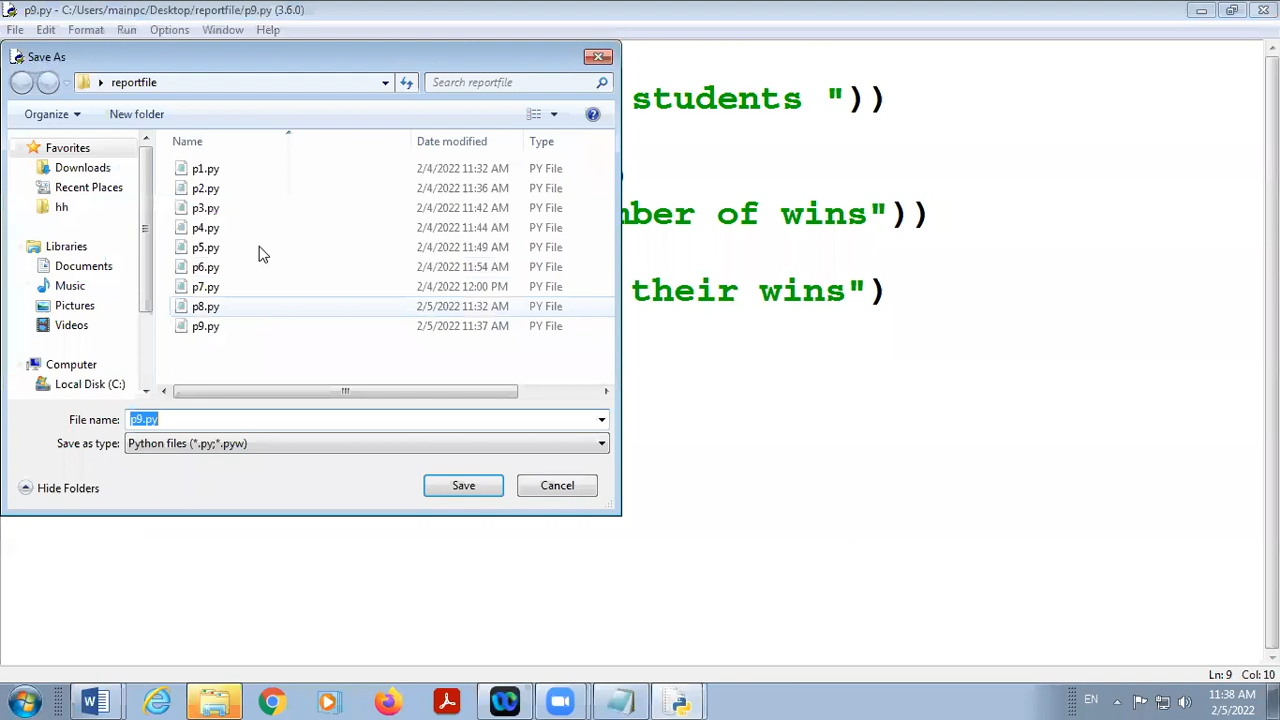 p9.py - C:/Users/mainpc/Desktop/reportfile/p9.py (3.6.0)
File Edit Format Run Options Window Help
Save As
reportfile
Search reportfile
Organize
New folder
Name Date modified Type
Favorites
Downloads
Recent Places
hh
Libraries
Documents
Music
Pictures
Videos
Computer
Local Disk (C:)
p1.py 2/4/2022 11:32 AM PY File
p2.py 2/4/2022 11:36 AM PY File
p3.py 2/4/2022 11:42 AM PY File
p4.py 2/4/2022 11:44 AM PY File
p5.py 2/4/2022 11:49 AM PY File
p6.py 2/4/2022 11:54 AM PY File
p7.py 2/4/2022 12:00 PM PY File
p8.py 2/5/2022 11:32 AM PY File
p9.py 2/5/2022 11:37 AM PY File
File name: p9.py
Save as type: Python files (*.py;*.pyw)
Hide Folders
Save
Cancel
students "))
mber of wins"))
their wins")
Ln: 9 Col: 10
EN
11:38 AM
2/5/2022